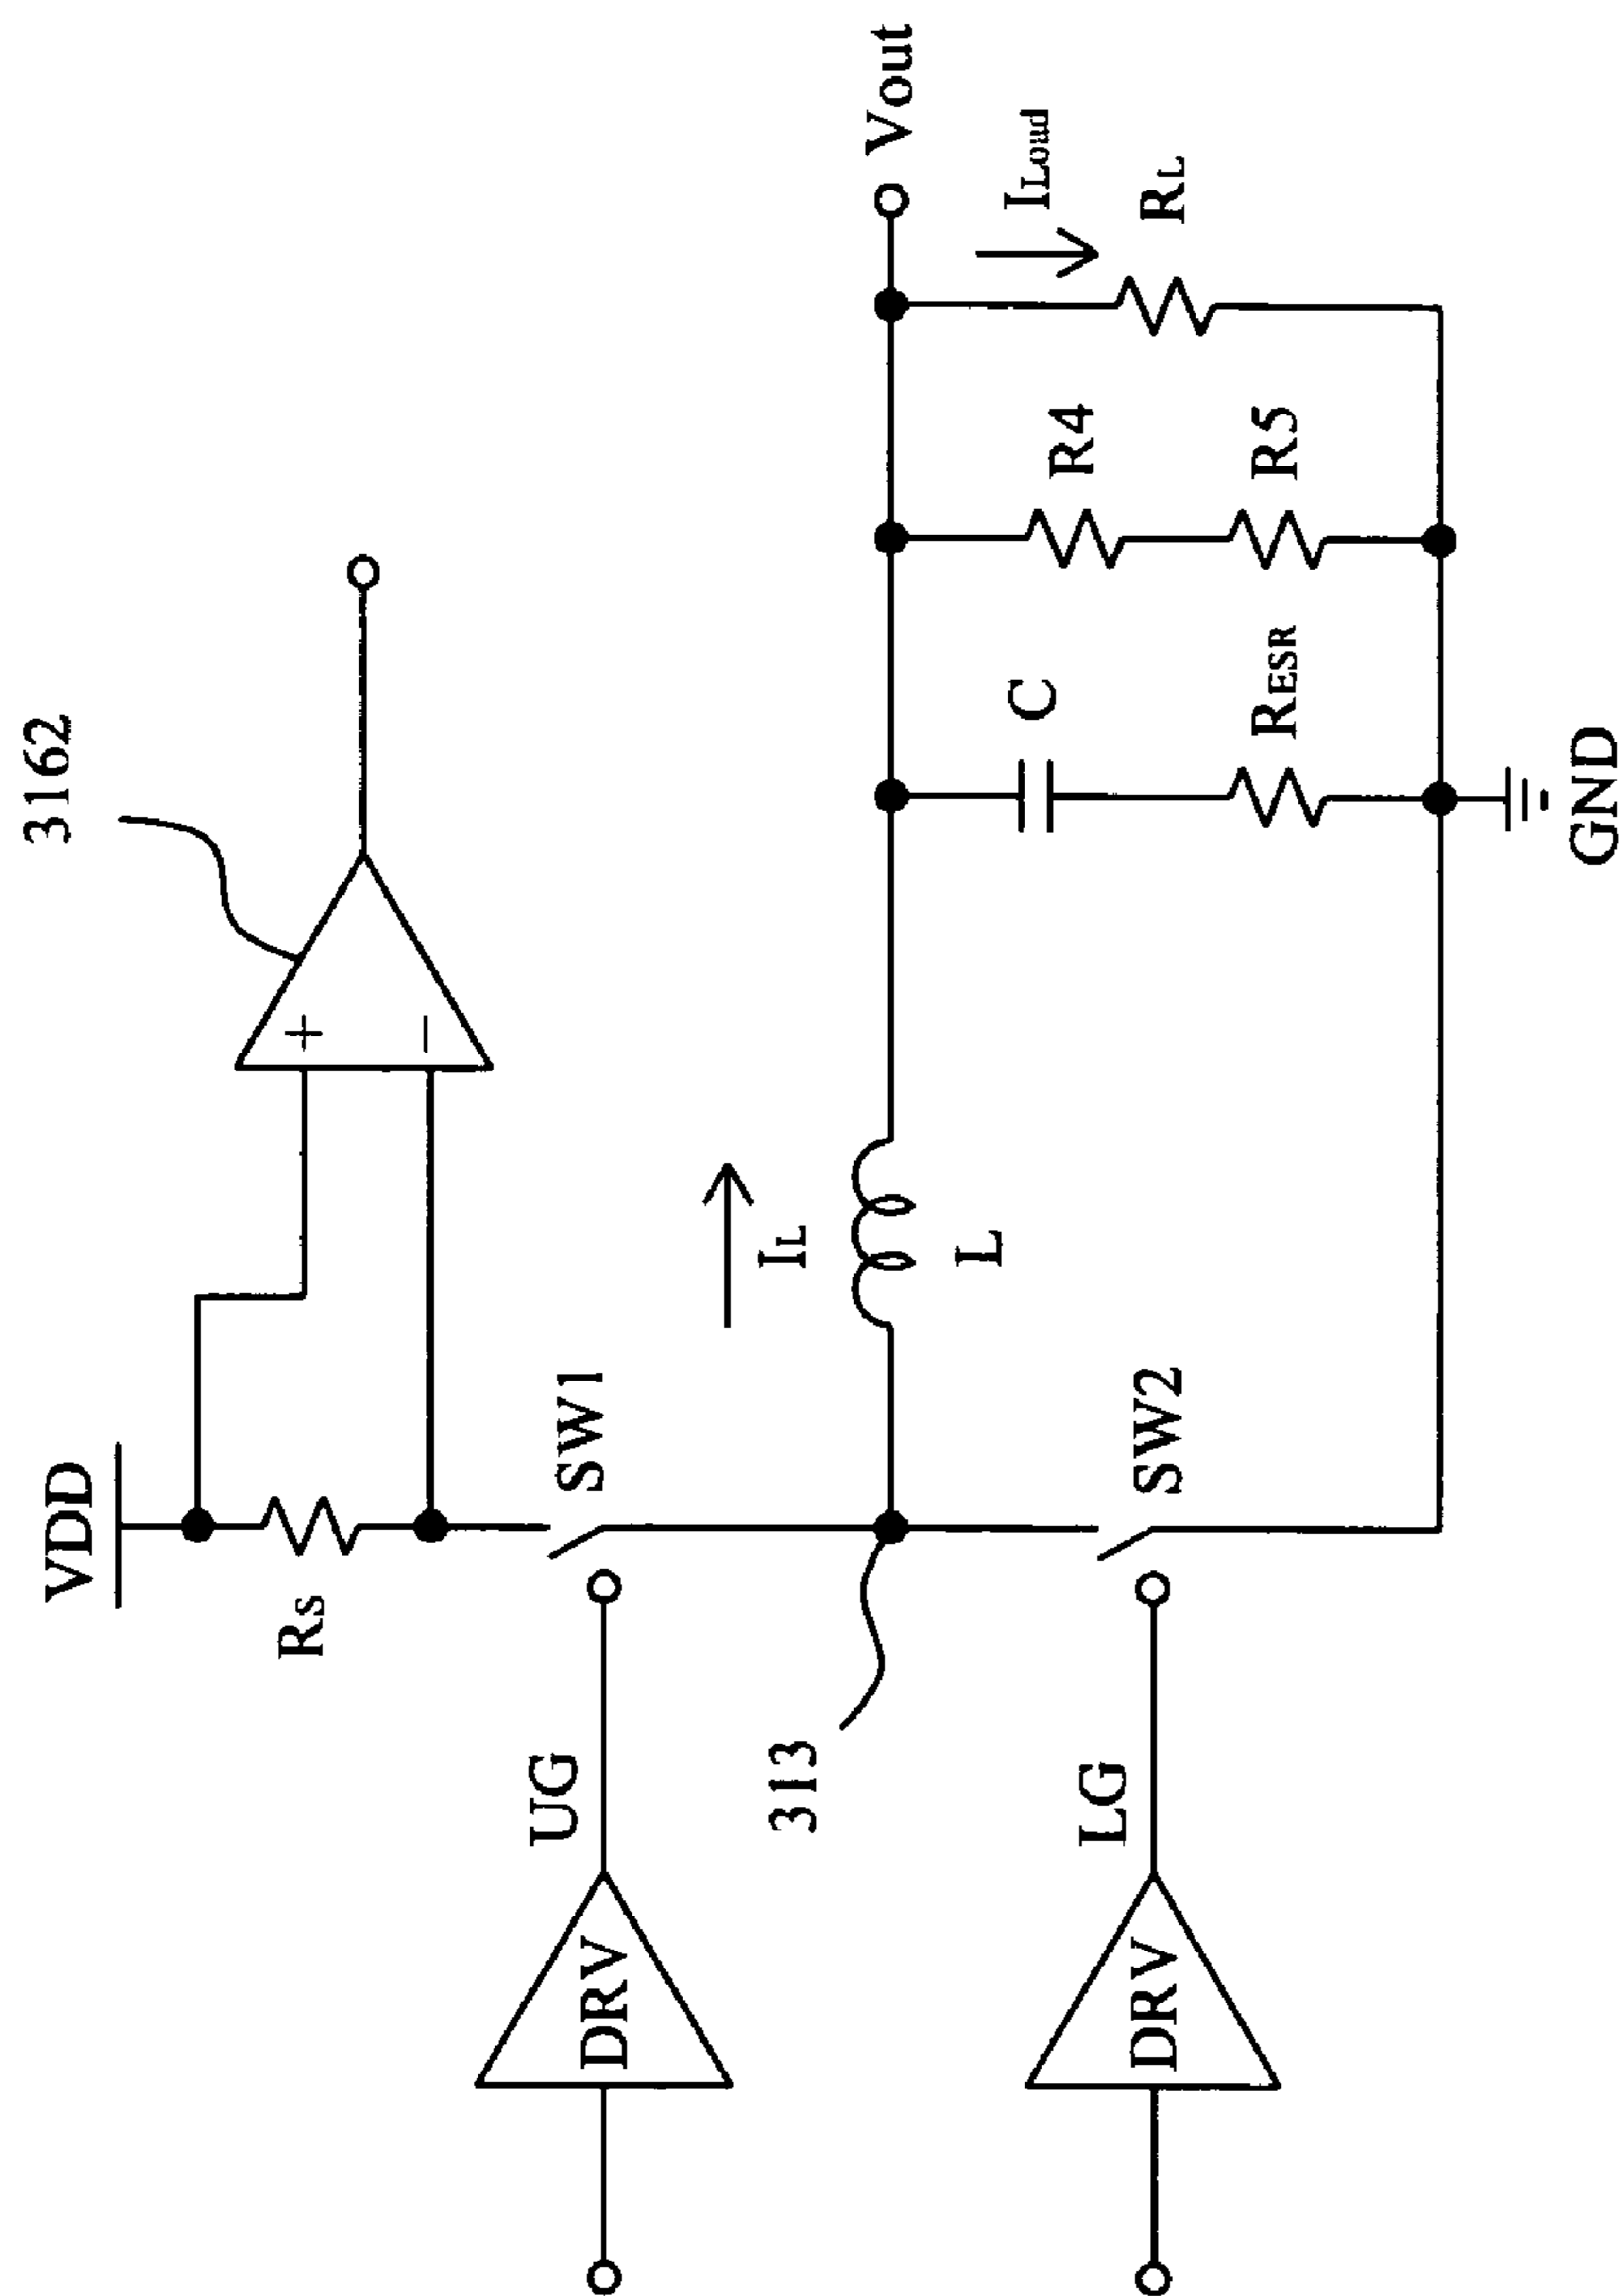 VDD
3162
Rs
+
−
UG
SW1
DRV
IL
Vout
313
L
C
R4
ILoad
LG
SW2
RESR
R5
RL
DRV
GND